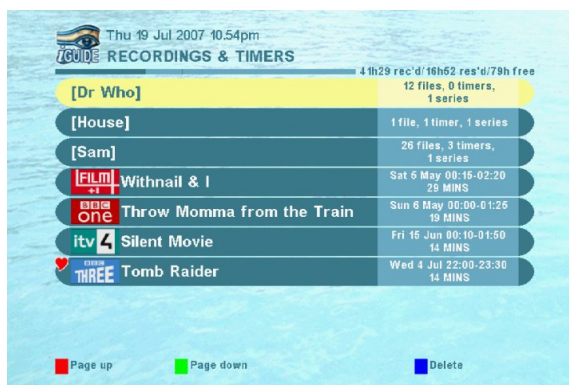 Thu 19 Jul 2007 10.54pm
iGUIDE RECORDINGS & TIMERS
41h29 rec'd/16h52 res'd/79h free
[Dr Who]
12 files, 0 timers,
1 series
[House]
1 file, 1 timer, 1 series
[Sam]
26 files, 3 timers,
1 series
FILM4 +1
Withnail & I
Sat 5 May 00:15-02:20
29 MINS
BBC one
Throw Momma from the Train
Sun 6 May 00:00-01:25
19 MINS
itv 4
Silent Movie
Fri 15 Jun 00:10-01:50
14 MINS
BBC THREE
Tomb Raider
Wed 4 Jul 22:00-23:30
14 MINS
Page up
Page down
Delete